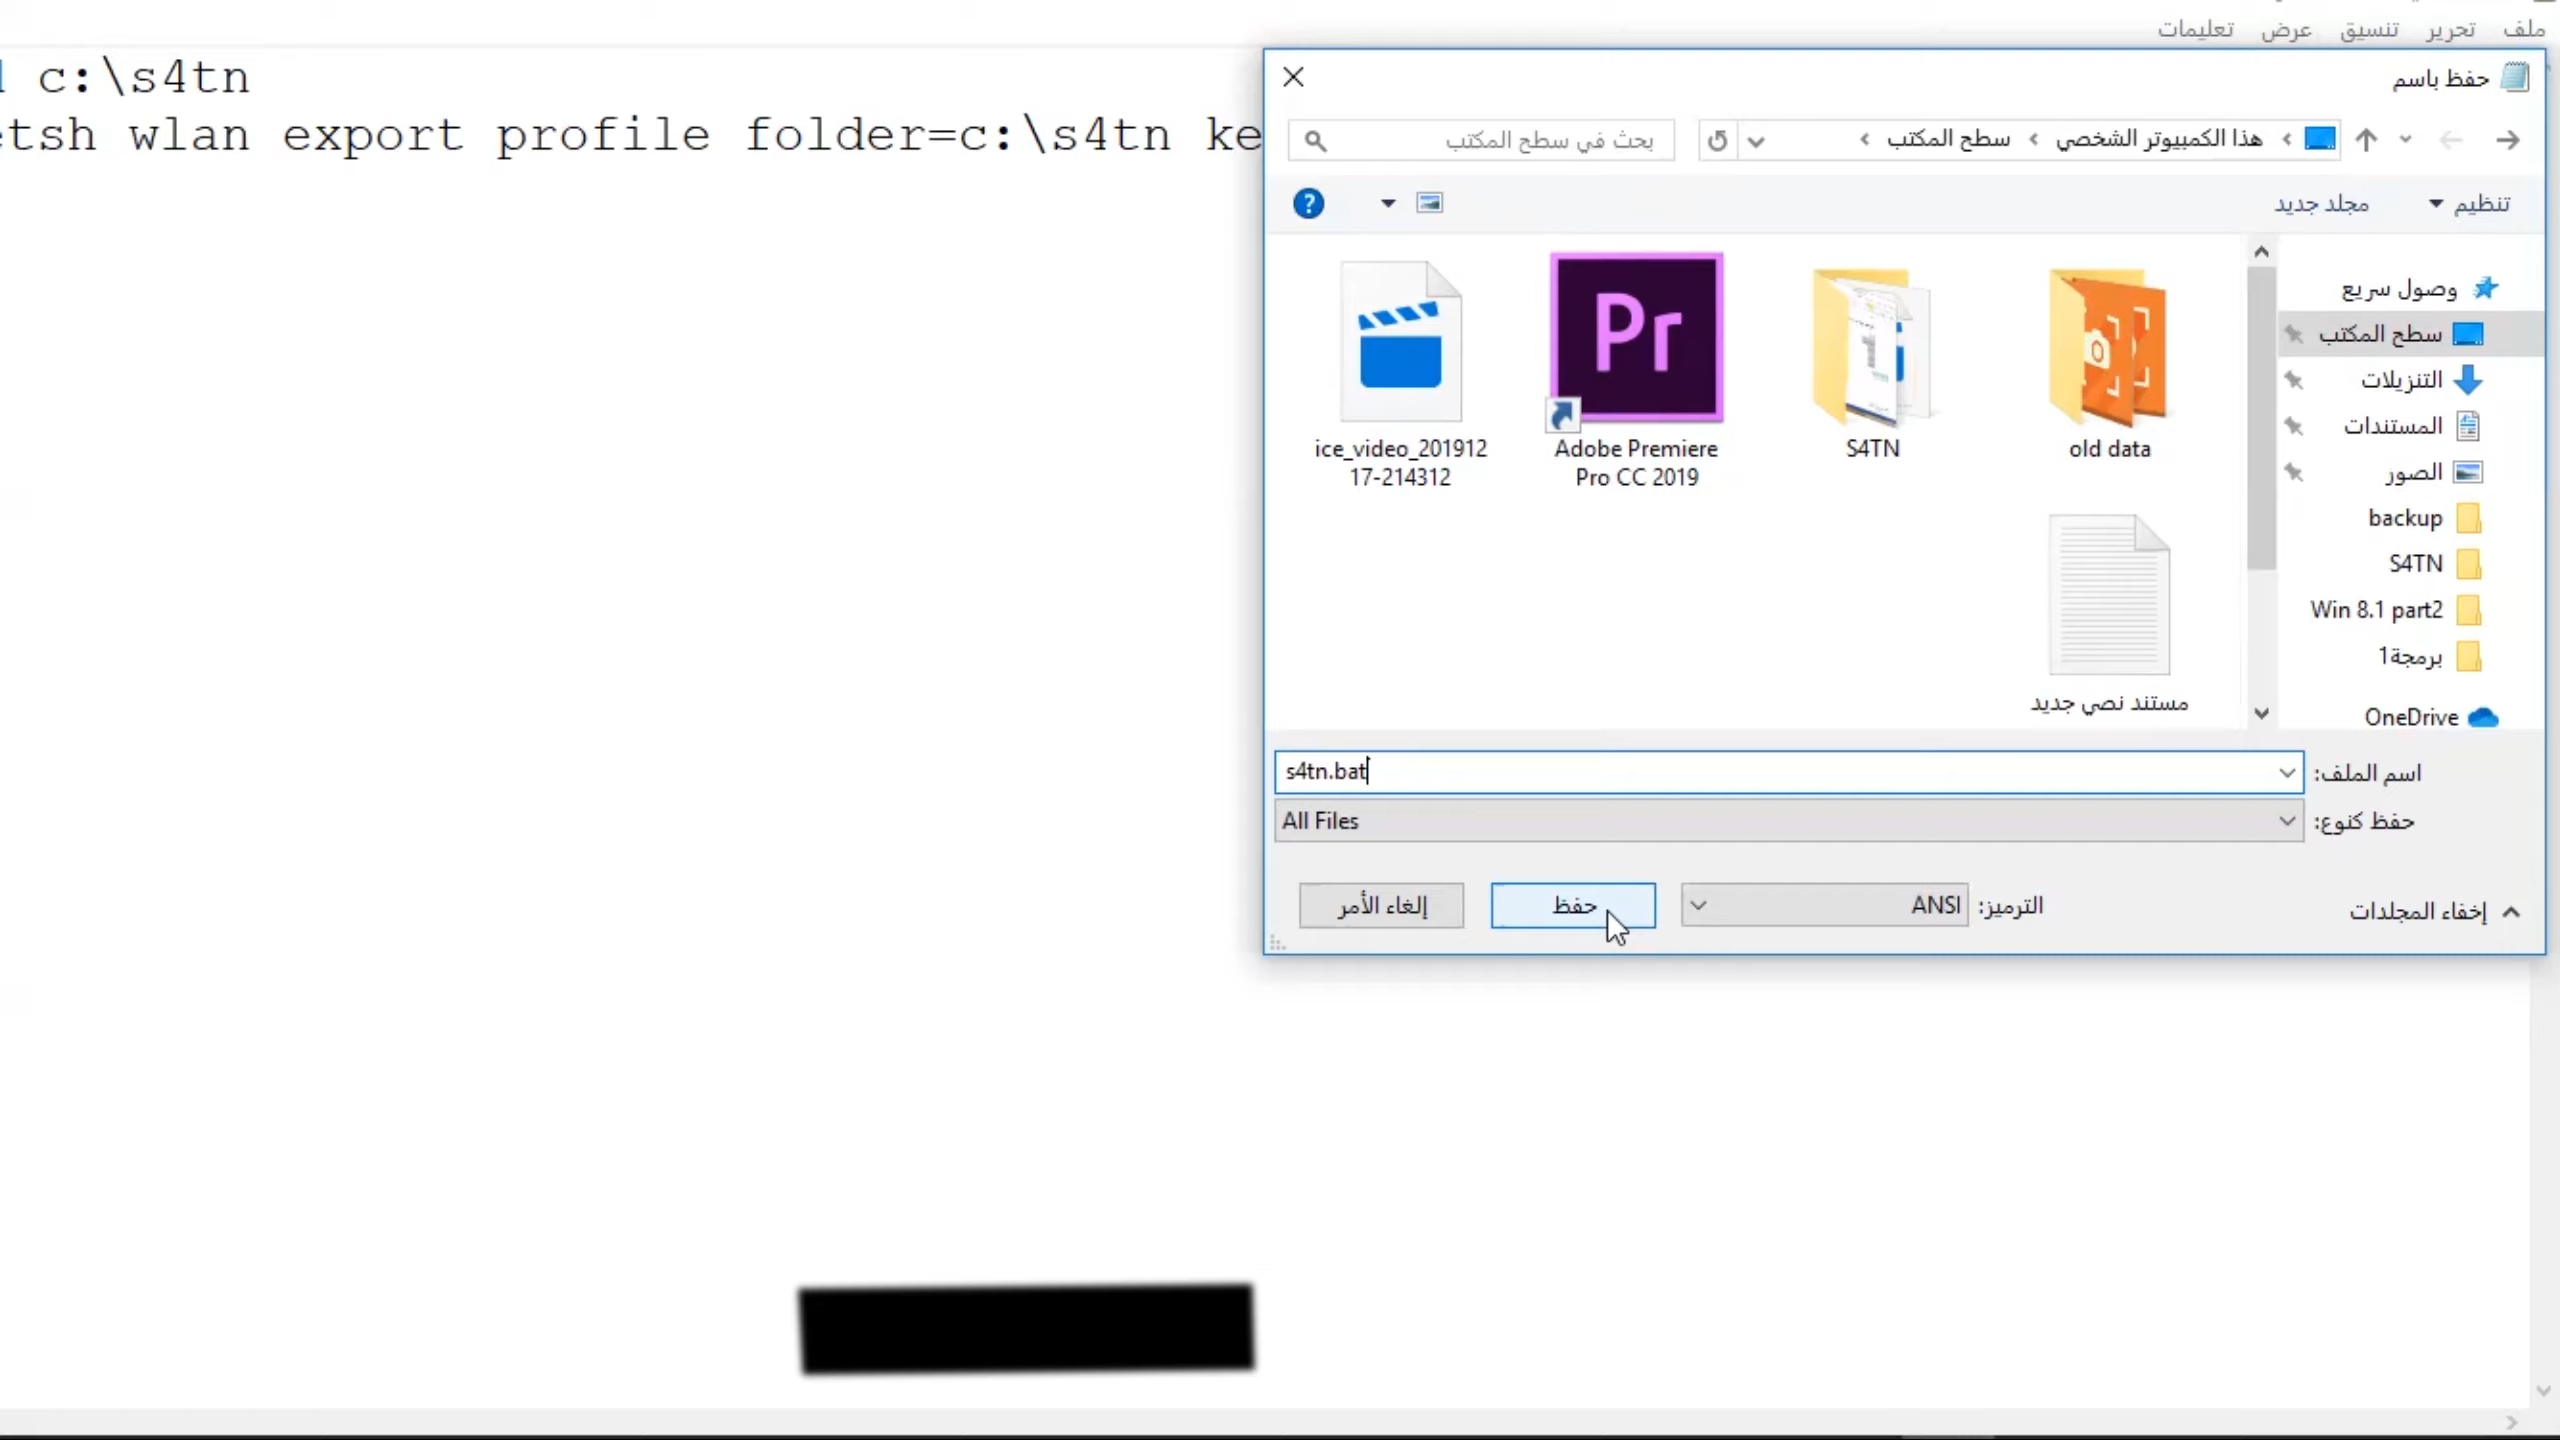 ملف تحرير تنسيق عرض تعليمات
c:\s4tn
etsh wlan export profile folder=c:\s4tn ke
حفظ باسم
هذا الكمبيوتر الشخصي › سطح المكتب ›
بحث في سطح المكتب
تنظيم
مجلد جديد
وصول سريع
سطح المكتب
التنزيلات
المستندات
الصور
backup
S4TN
Win 8.1 part2
برمجة1
OneDrive
old data
S4TN
Adobe Premiere
Pro CC 2019
ice_video_201912
17-214312
Pr
مستند نصي جديد
اسم الملف: s4tn.bat
حفظ كنوع: All Files
إخفاء المجلدات
الترميز: ANSI
حفظ
إلغاء الأمر